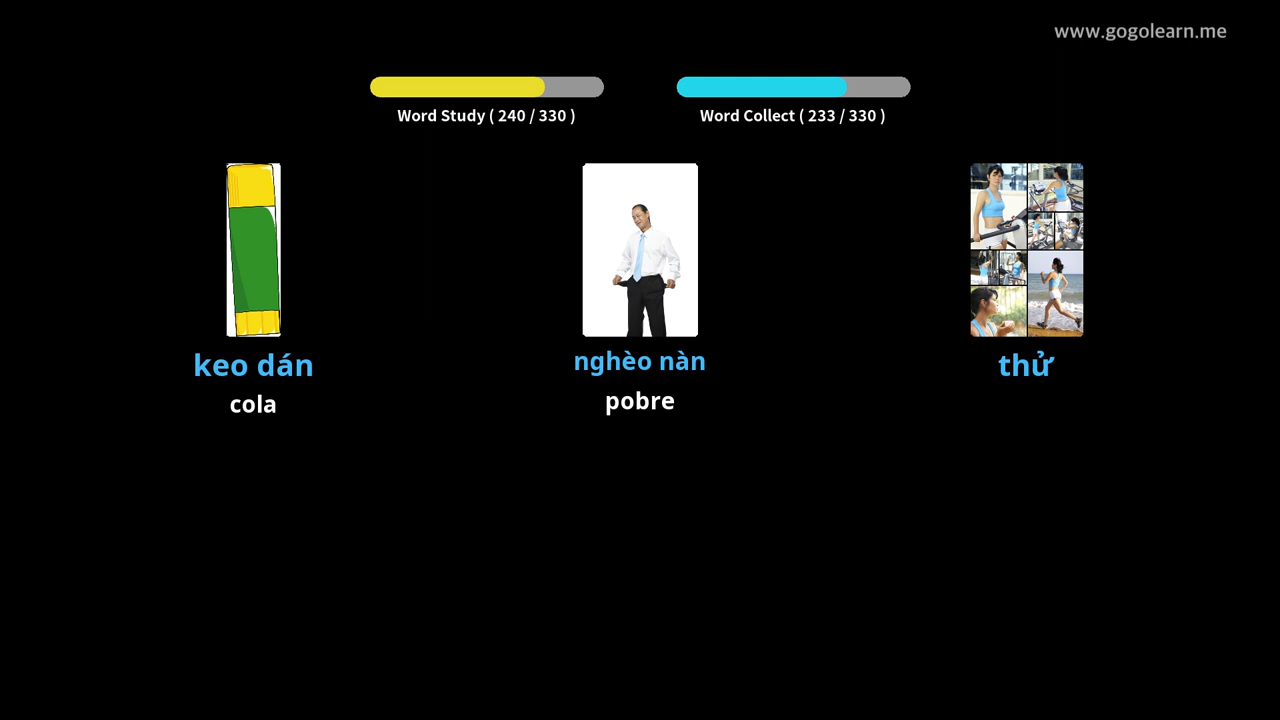 www.gogolearn.me
Word Study ( 240 / 330 )
Word Collect ( 233 / 330 )
keo dán
cola
nghèo nàn
pobre
thử